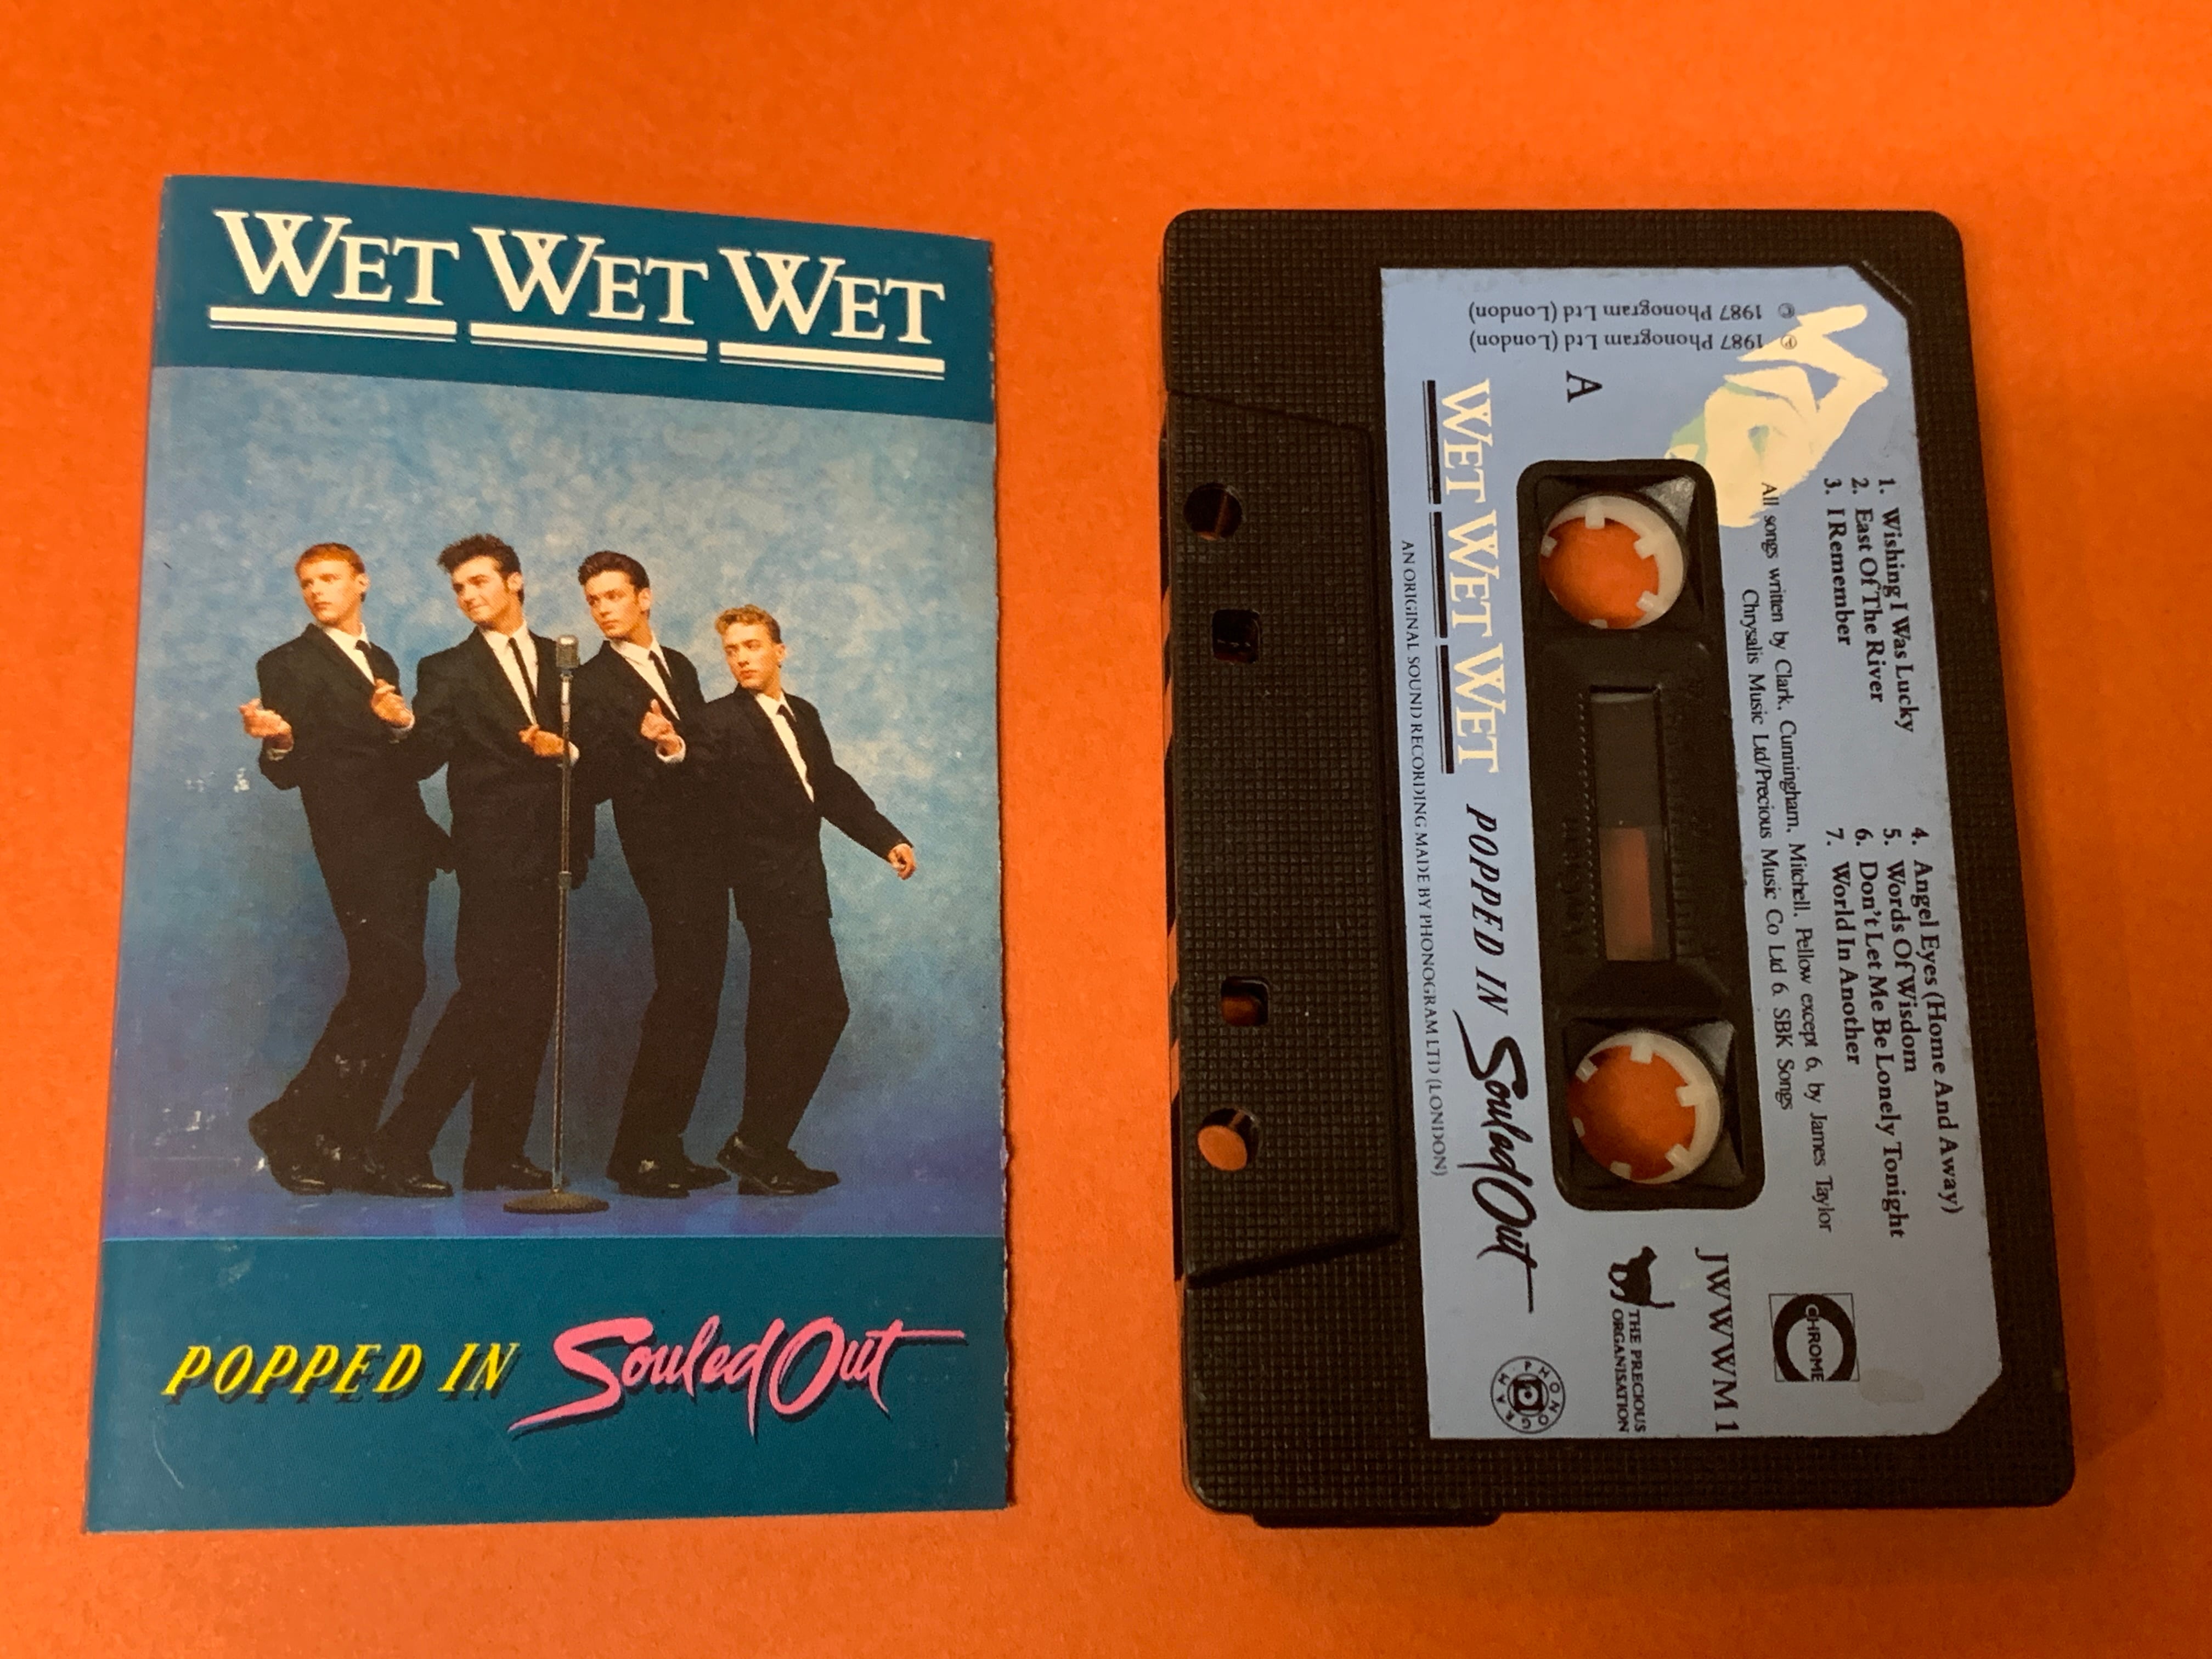 WET WET WET
POPPED IN Souled Out
℗ 1987 Phonogram Ltd (London)
© 1987 Phonogram Ltd (London)
1. Wishing I Was Lucky
2. East Of The River
3. I Remember
4. Angel Eyes (Home And Away)
5. Words Of Wisdom
6. Don't Let Me Be Lonely Tonight
7. World In Another
All songs written by Clark, Cunningham, Mitchell, Pellow except 6, by James Taylor
Chrysalis Music Ltd/Precious Music Co Ltd 6. SBK Songs
A
WET WET WET POPPED IN Souled Out
AN ORIGINAL SOUND RECORDING MADE BY PHONOGRAM LTD (LONDON)
CHROME
JWWWM 1
THE PRECIOUS
ORGANISATION
PHONOGRAM